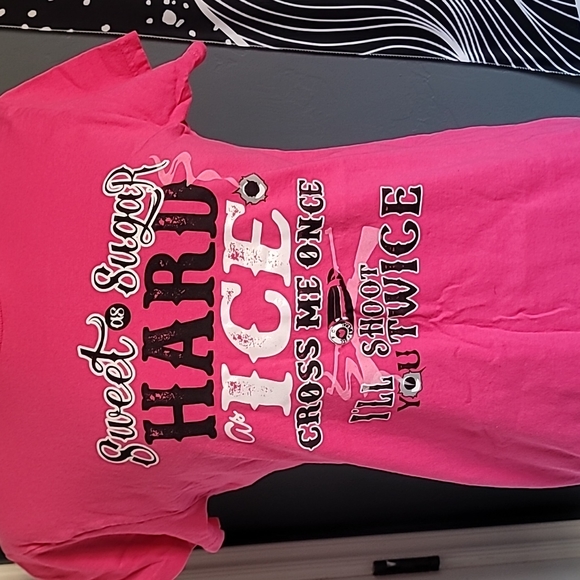 Sweet as Sugar
HARD
as ICE
CROSS ME ONCE
I'LL SHOOT
YOU TWICE